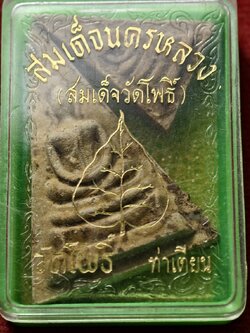 สมเด็จนครหลวง
(สมเด็จวัดโพธิ์)
วัดโพธิ์ ท่าเตียน